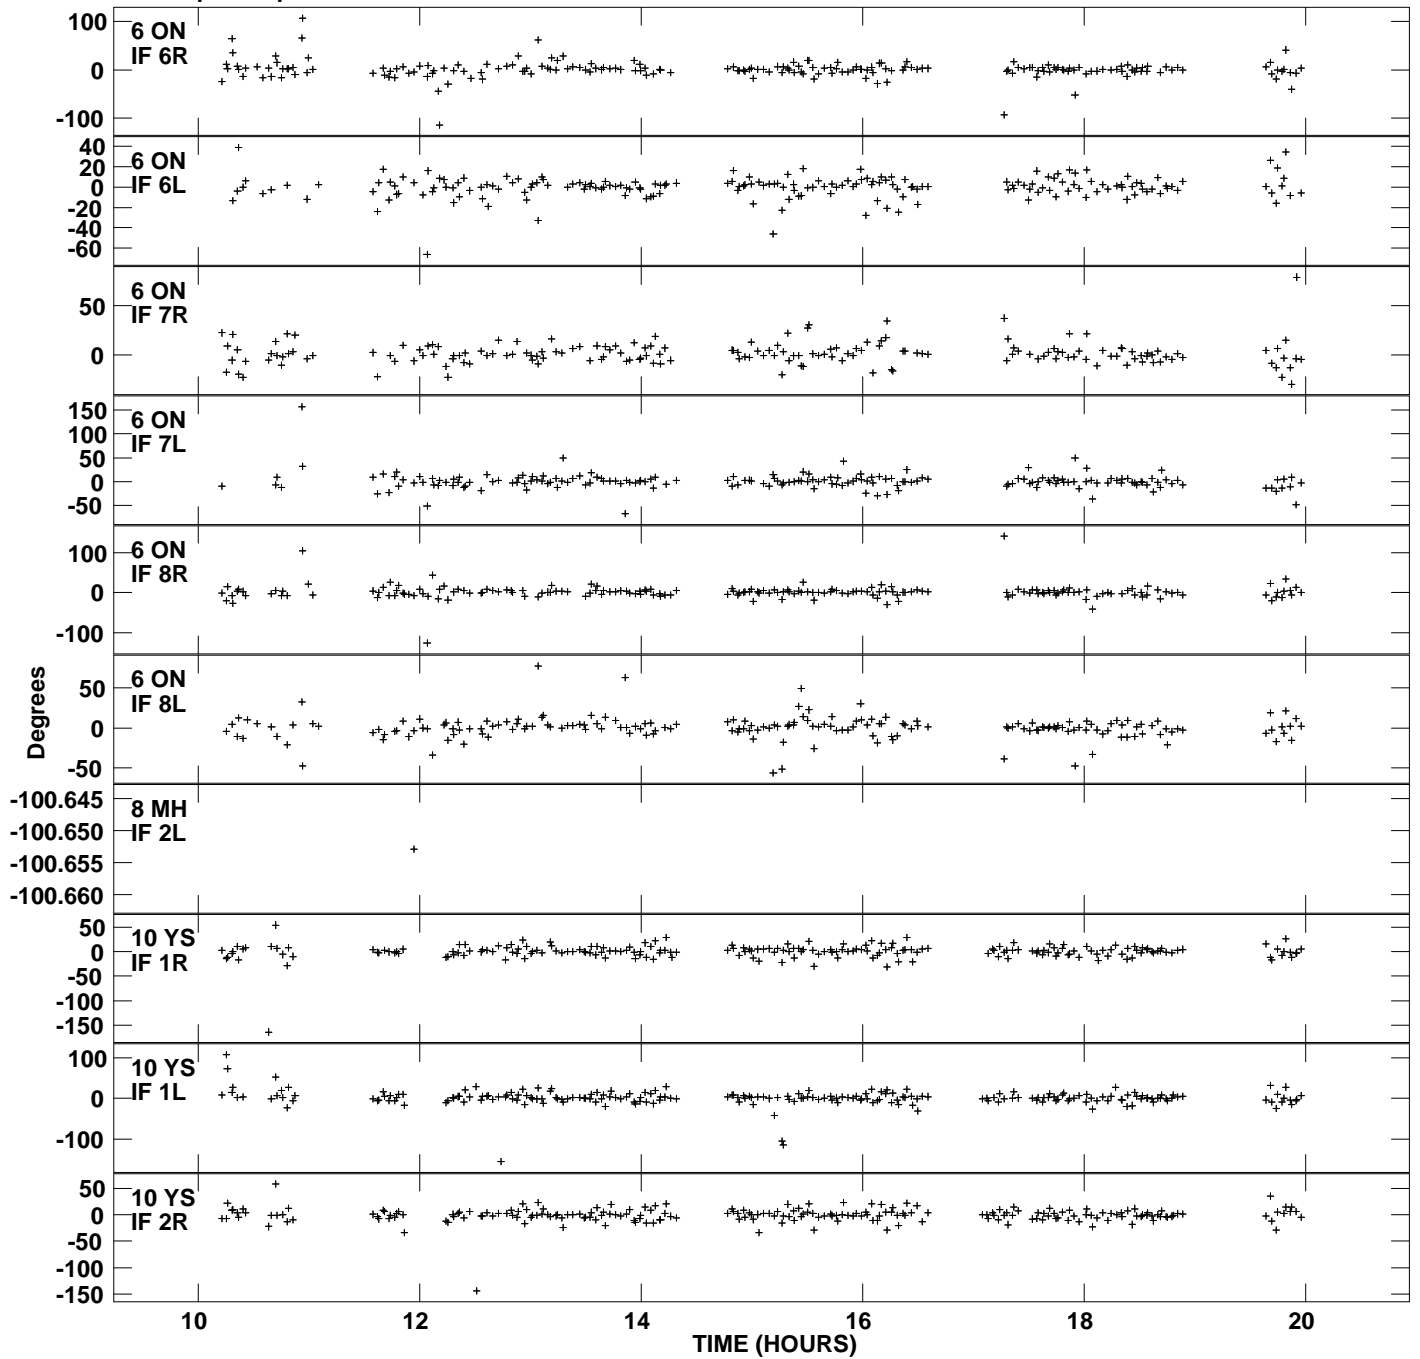 100
0
-100
6 ON
IF 6R
40
20
0
-20
-40
-60
6 ON
IF 6L
50
0
6 ON
IF 7R
150
100
50
0
-50
6 ON
IF 7L
100
0
-100
6 ON
IF 8R
50
0
-50
6 ON
IF 8L
Degrees
-100.645
-100.650
-100.655
-100.660
8 MH
IF 2L
50
0
-50
-100
-150
10 YS
IF 1R
100
0
-100
10 YS
IF 1L
50
0
-50
-100
-150
10 YS
IF 2R
10 12 14 16 18 20
TIME (HOURS)